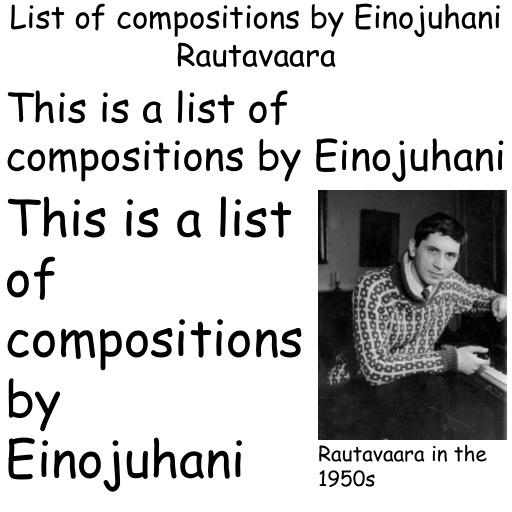 List of compositions by Einojuhani
Rautavaara
This is a list of
compositions by Einojuhani
This is a list
of
compositions
by
Einojuhani
Rautavaara in the
1950s